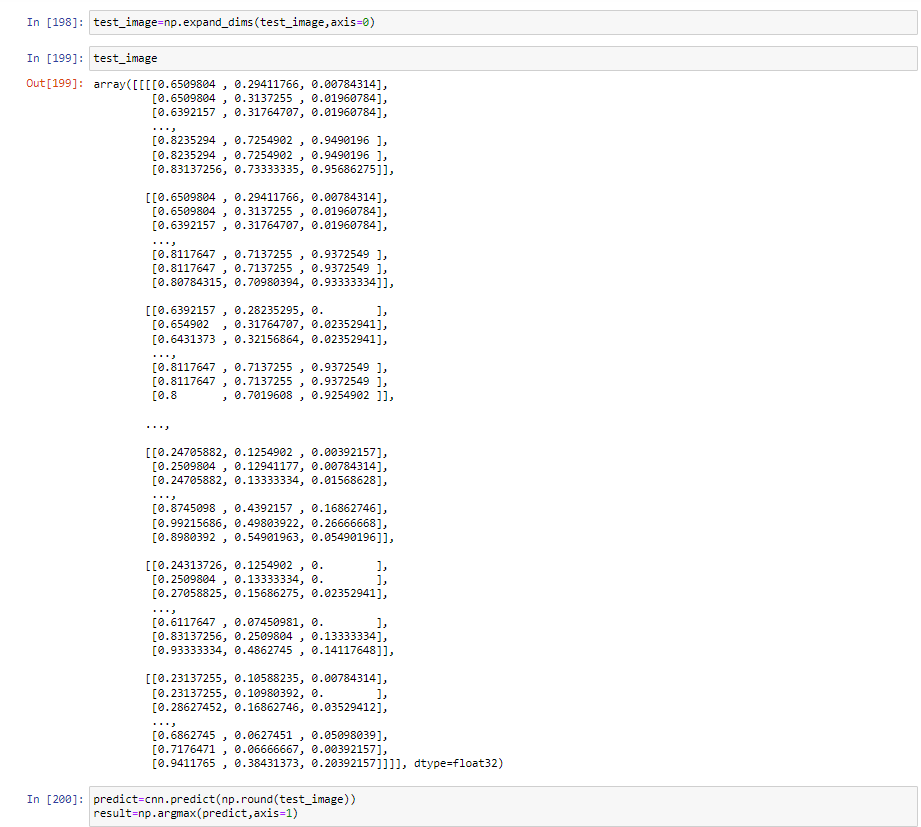 In [198]: test_image=np.expand_dims(test_image,axis=0)
In [199]: test_image
Out[199]: array([[[[0.6509804 , 0.29411766, 0.00784314],
[0.6509804 , 0.3137255 , 0.01960784],
[0.6392157 , 0.31764707, 0.01960784],
...,
[0.8235294 , 0.7254902 , 0.9490196 ],
[0.8235294 , 0.7254902 , 0.9490196 ],
[0.83137256, 0.73333335, 0.95686275]],
[[0.6509804 , 0.29411766, 0.00784314],
[0.6509804 , 0.3137255 , 0.01960784],
[0.6392157 , 0.31764707, 0.01960784],
...,
[0.8117647 , 0.7137255 , 0.9372549 ],
[0.8117647 , 0.7137255 , 0.9372549 ],
[0.80784315, 0.70980394, 0.93333334]],
[[0.6392157 , 0.28235295, 0.        ],
[0.654902  , 0.31764707, 0.02352941],
[0.6431373 , 0.32156864, 0.02352941],
...,
[0.8117647 , 0.7137255 , 0.9372549 ],
[0.8117647 , 0.7137255 , 0.9372549 ],
[0.8       , 0.7019608 , 0.9254902 ]],
...,
[[0.24705882, 0.1254902 , 0.00392157],
[0.2509804 , 0.12941177, 0.00784314],
[0.24705882, 0.13333334, 0.01568628],
...,
[0.8745098 , 0.4392157 , 0.16862746],
[0.99215686, 0.49803922, 0.26666668],
[0.8980392 , 0.54901963, 0.05490196]],
[[0.24313726, 0.1254902 , 0.        ],
[0.2509804 , 0.13333334, 0.        ],
[0.27058825, 0.15686275, 0.02352941],
...,
[0.6117647 , 0.07450981, 0.        ],
[0.83137256, 0.2509804 , 0.13333334],
[0.93333334, 0.4862745 , 0.14117648]],
[[0.23137255, 0.10588235, 0.00784314],
[0.23137255, 0.10980392, 0.        ],
[0.28627452, 0.16862746, 0.03529412],
...,
[0.6862745 , 0.0627451 , 0.05098039],
[0.7176471 , 0.06666667, 0.00392157],
[0.9411765 , 0.38431373, 0.20392157]]]], dtype=float32)
In [200]: predict=cnn.predict(np.round(test_image))
result=np.argmax(predict,axis=1)